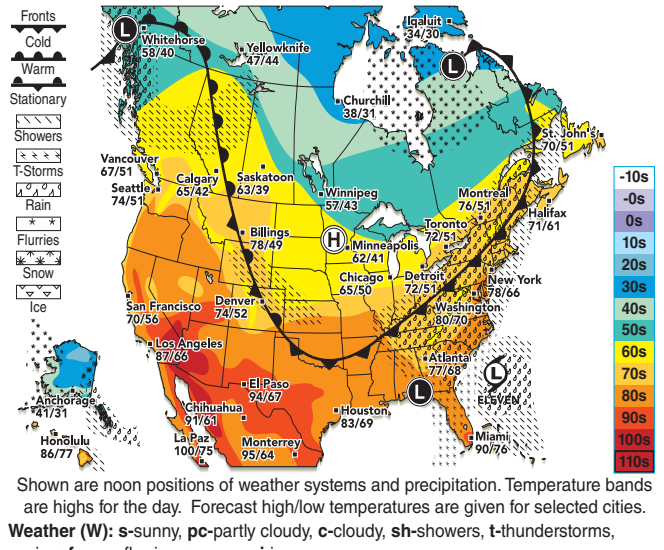 Fronts
Cold
Warm
Stationary
Showers
T-Storms
Rain
Flurries
Snow
Ice
L
Whitehorse
58/40
Yellowknife
47/44
Iqaluit
34/30
L
Churchill
38/31
St. John's
70/51
Vancouver
67/51
Seattle
74/51
Calgary
65/42
Saskatoon
63/39
Winnipeg
57/43
Montreal
76/51
Halifax
71/61
Toronto
72/51
Billings
78/49
H
Minneapolis
62/41
Chicago
65/50
Detroit
72/51
New York
78/66
San Francisco
70/56
Denver
74/52
Washington
80/70
Los Angeles
87/66
Atlanta
77/68
El Paso
94/67
L
L
ELEVEN
Anchorage
41/31
Honolulu
86/77
Chihuahua
91/61
Houston
83/69
La Paz
100/75
Monterrey
95/64
Miami
90/76
-10s
-0s
0s
10s
20s
30s
40s
50s
60s
70s
80s
90s
100s
110s
Shown are noon positions of weather systems and precipitation. Temperature bands
are highs for the day. Forecast high/low temperatures are given for selected cities.
Weather (W): s-sunny, pc-partly cloudy, c-cloudy, sh-showers, t-thunderstorms,